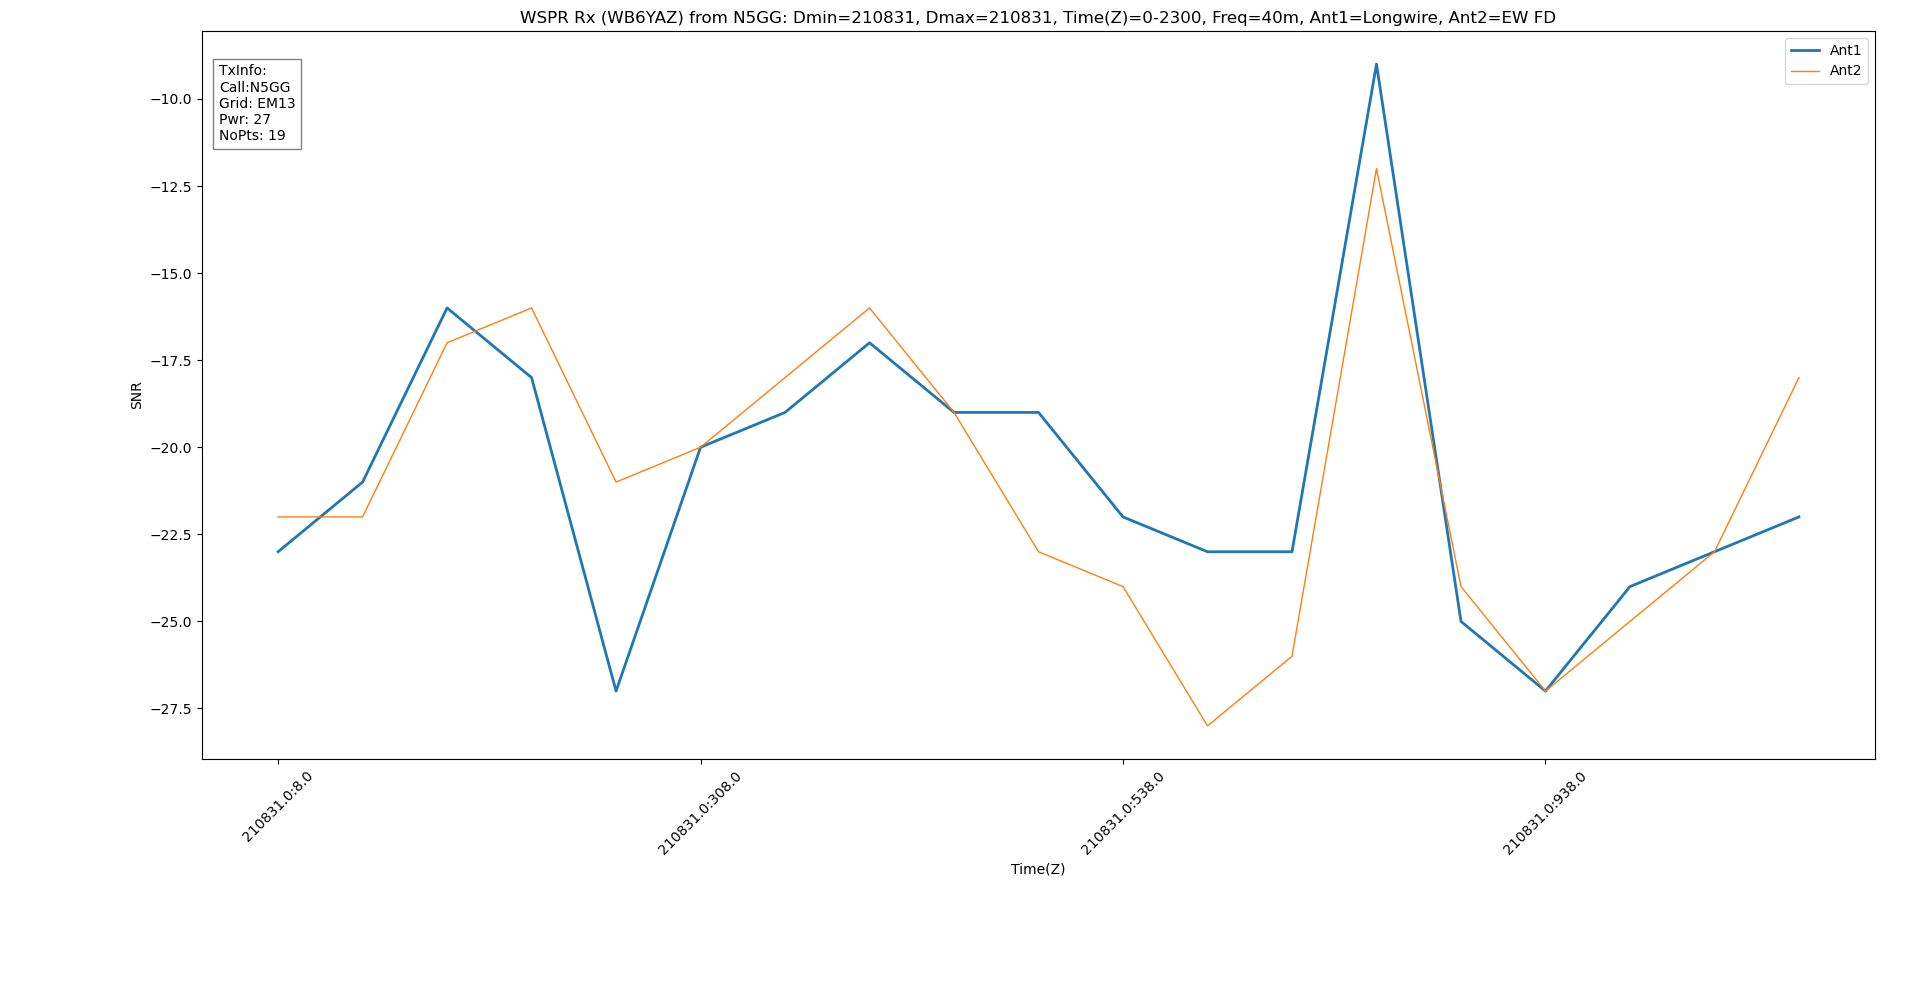 WSPR Rx (WB6YAZ) from N5GG: Dmin=210831, Dmax=210831, Time(Z)=0-2300, Freq=40m, Ant1=Longwire, Ant2=EW FD
TxInfo:
Call:N5GG
Grid: EM13
Pwr: 27
NoPts: 19
Ant1
Ant2
SNR
−10.0
−12.5
−15.0
−17.5
−20.0
−22.5
−25.0
−27.5
210831.0:8.0
210831.0:308.0
210831.0:538.0
210831.0:938.0
Time(Z)